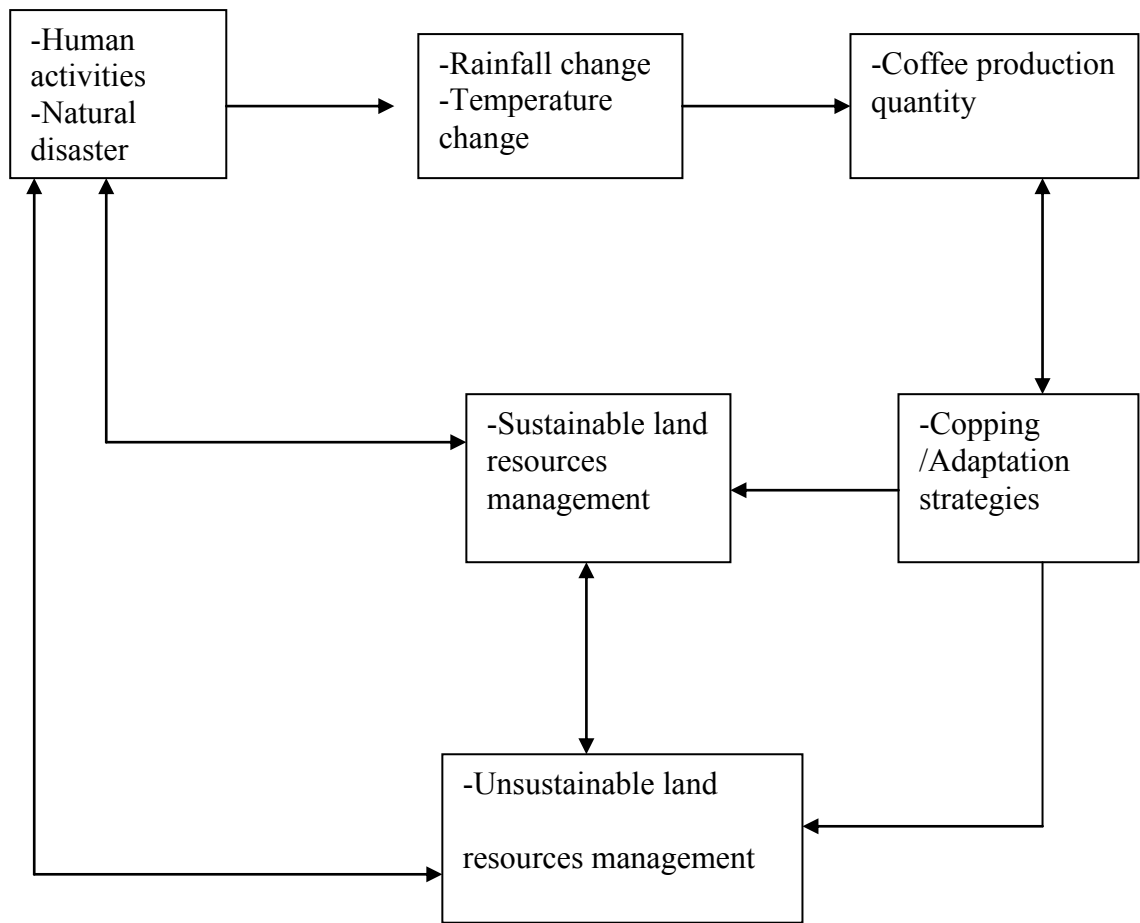 -Human
activities
-Natural
disaster
-Rainfall change
-Temperature
change
-Coffee production
quantity
-Sustainable land
resources
management
-Copping
/Adaptation
strategies
-Unsustainable land
resources management